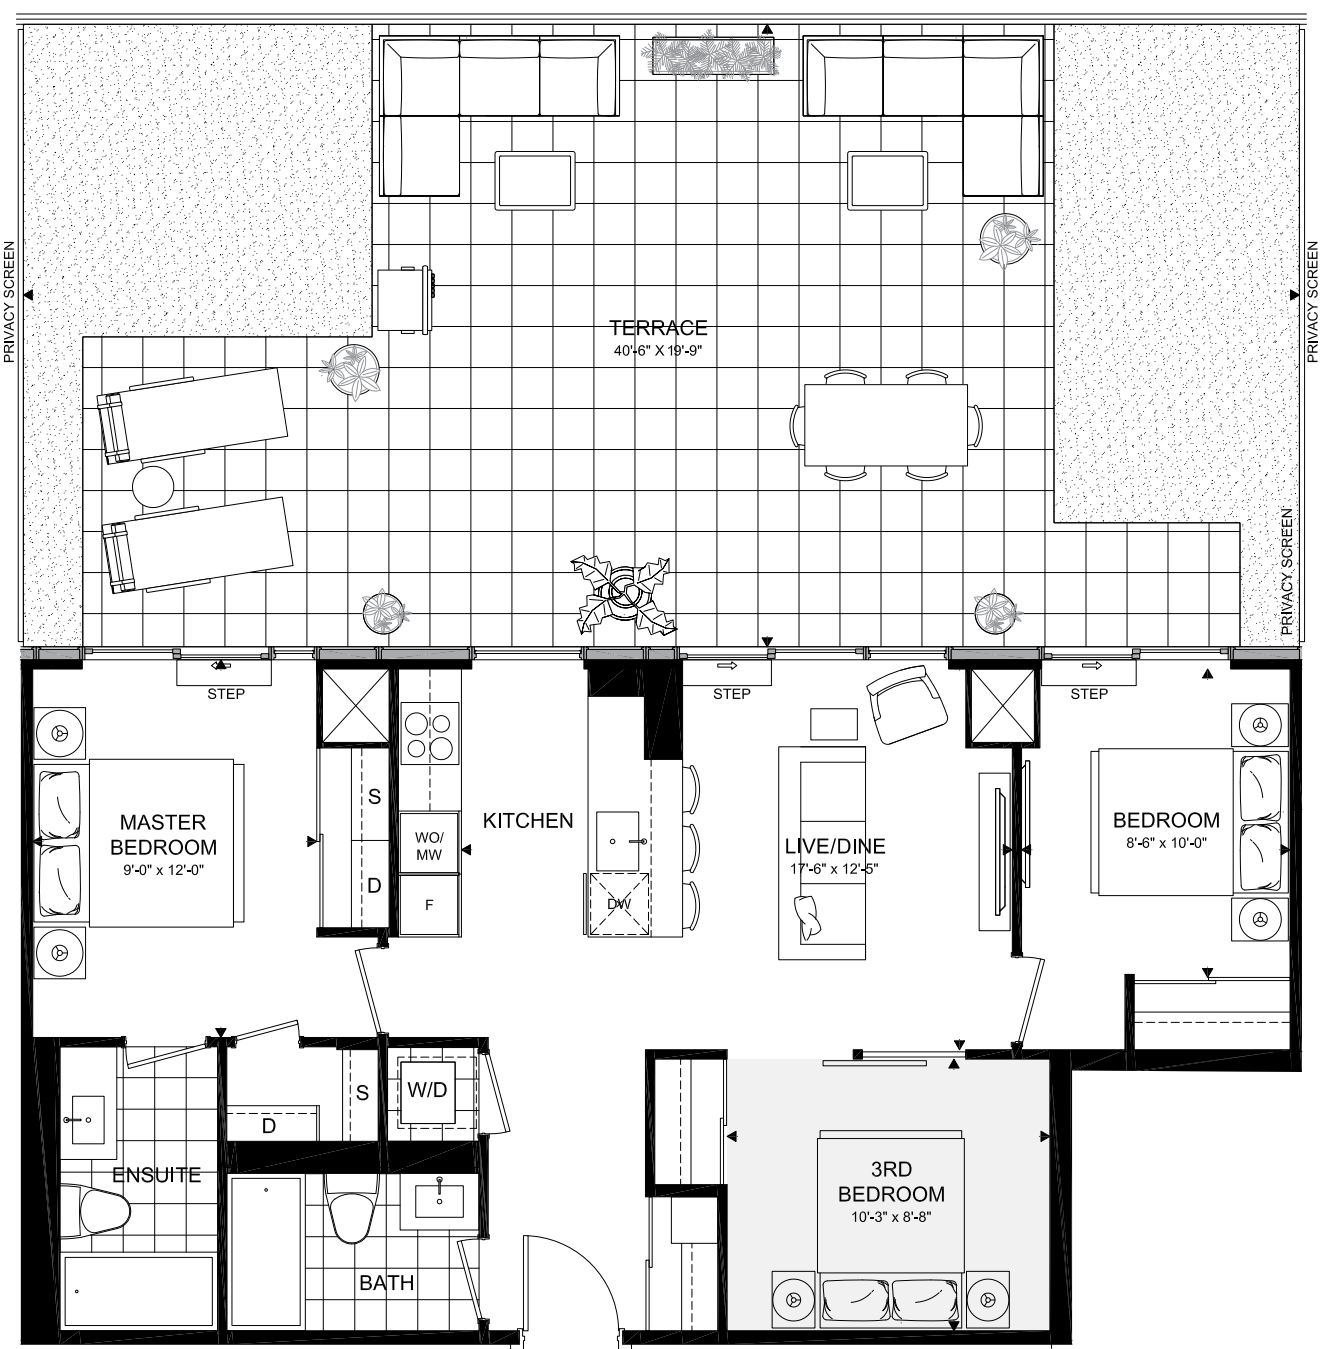 PRIVACY SCREEN
PRIVACY SCREEN
TERRACE
40'-6" X 19'-9"
PRIVACY SCREEN
STEP
STEP
STEP
MASTER
BEDROOM
9'-0" x 12'-0"
S
D
WO/
MW
F
KITCHEN
DW
LIVE/DINE
17'-6" x 12'-5"
BEDROOM
8'-6" x 10'-0"
S
D
W/D
ENSUITE
BATH
3RD
BEDROOM
10'-3" x 8'-8"